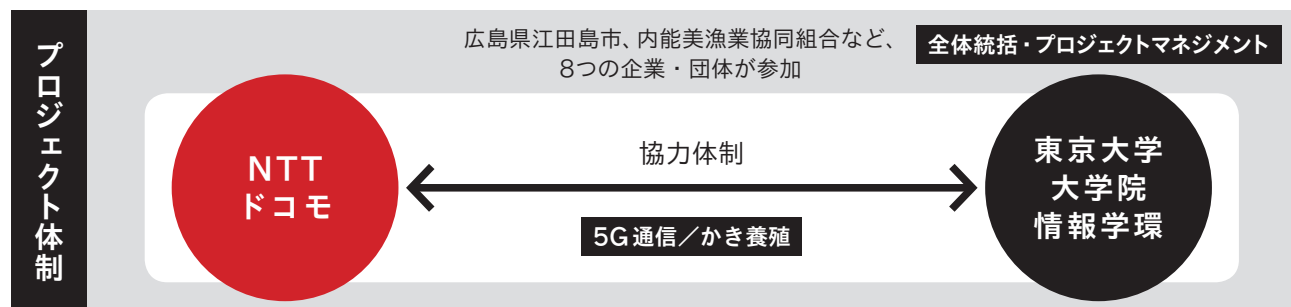 プロジェクト体制
広島県江田島市、内能美漁業協同組合など、
8つの企業・団体が参加
全体統括・プロジェクトマネジメント
NTT
ドコモ
協力体制
5G通信／かき養殖
東京大学
大学院
情報学環